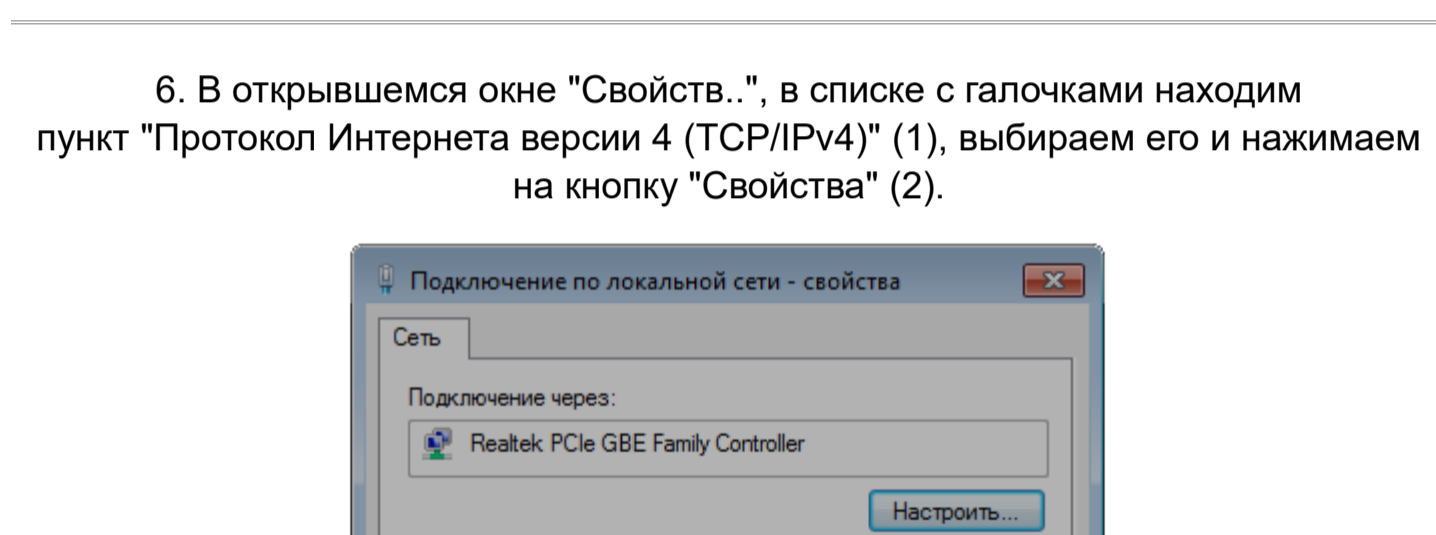 6. В открывшемся окне "Свойств..", в списке с галочками находим
пункт "Протокол Интернета версии 4 (TCP/IPv4)" (1), выбираем его и нажимаем
на кнопку "Свойства" (2).
Подключение по локальной сети - свойства
Сеть
Подключение через:
Realtek PCIe GBE Family Controller
Настроить...